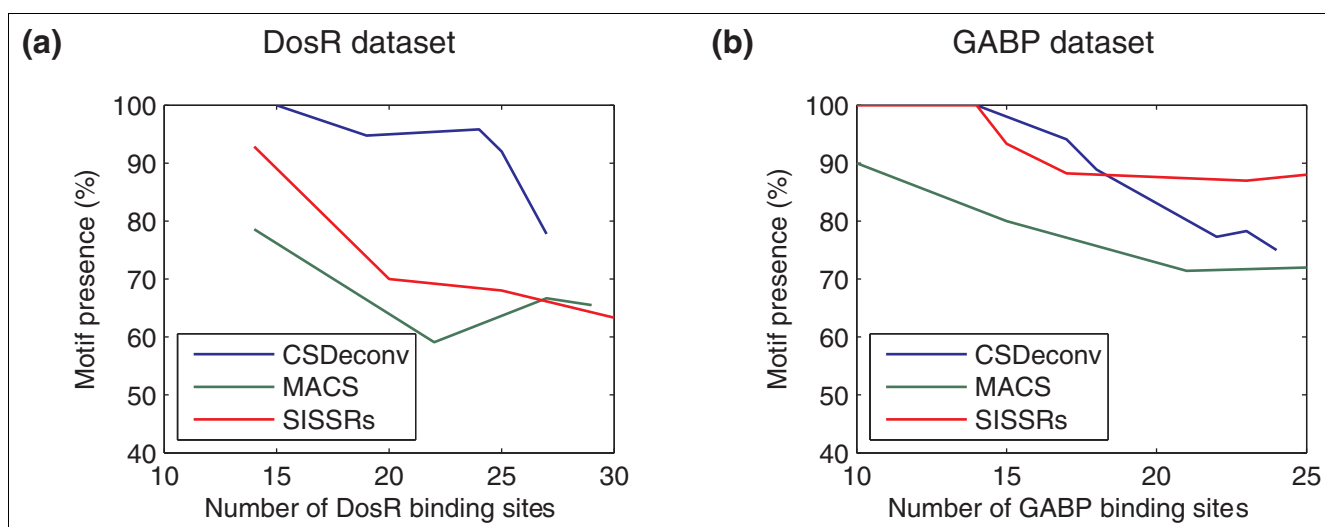 (a) DosR dataset
100
90
80
70
60
50
40
Motif presence (%)
CSDeconv
MACS
SISSRs
10 15 20 25 30
Number of DosR binding sites
(b) GABP dataset
100
90
80
70
60
50
40
Motif presence (%)
CSDeconv
MACS
SISSRs
10 15 20 25
Number of GABP binding sites